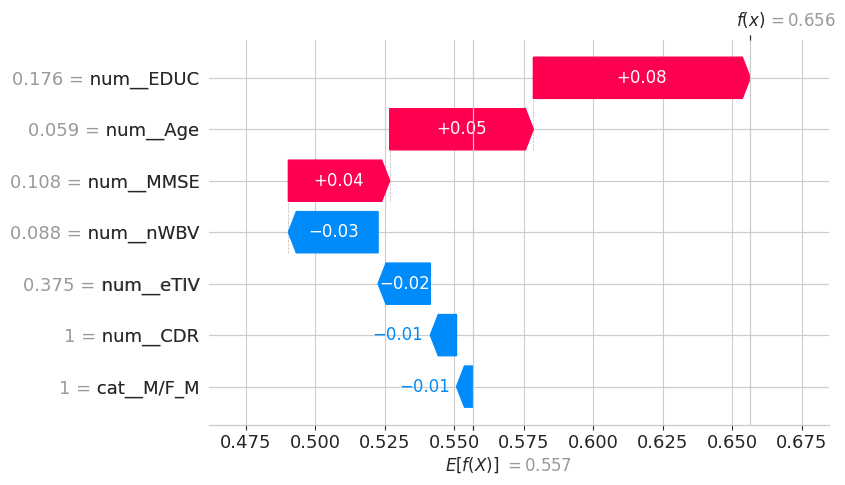 f(x) = 0.656
0.176 = num__EDUC
+0.08
0.059 = num__Age
+0.05
0.108 = num__MMSE
+0.04
0.088 = num__nWBV
−0.03
0.375 = num__eTIV
−0.02
1 = num__CDR
−0.01
1 = cat__M/F_M
−0.01
0.475 0.500 0.525 0.550 0.575 0.600 0.625 0.650 0.675
E[f(X)] = 0.557